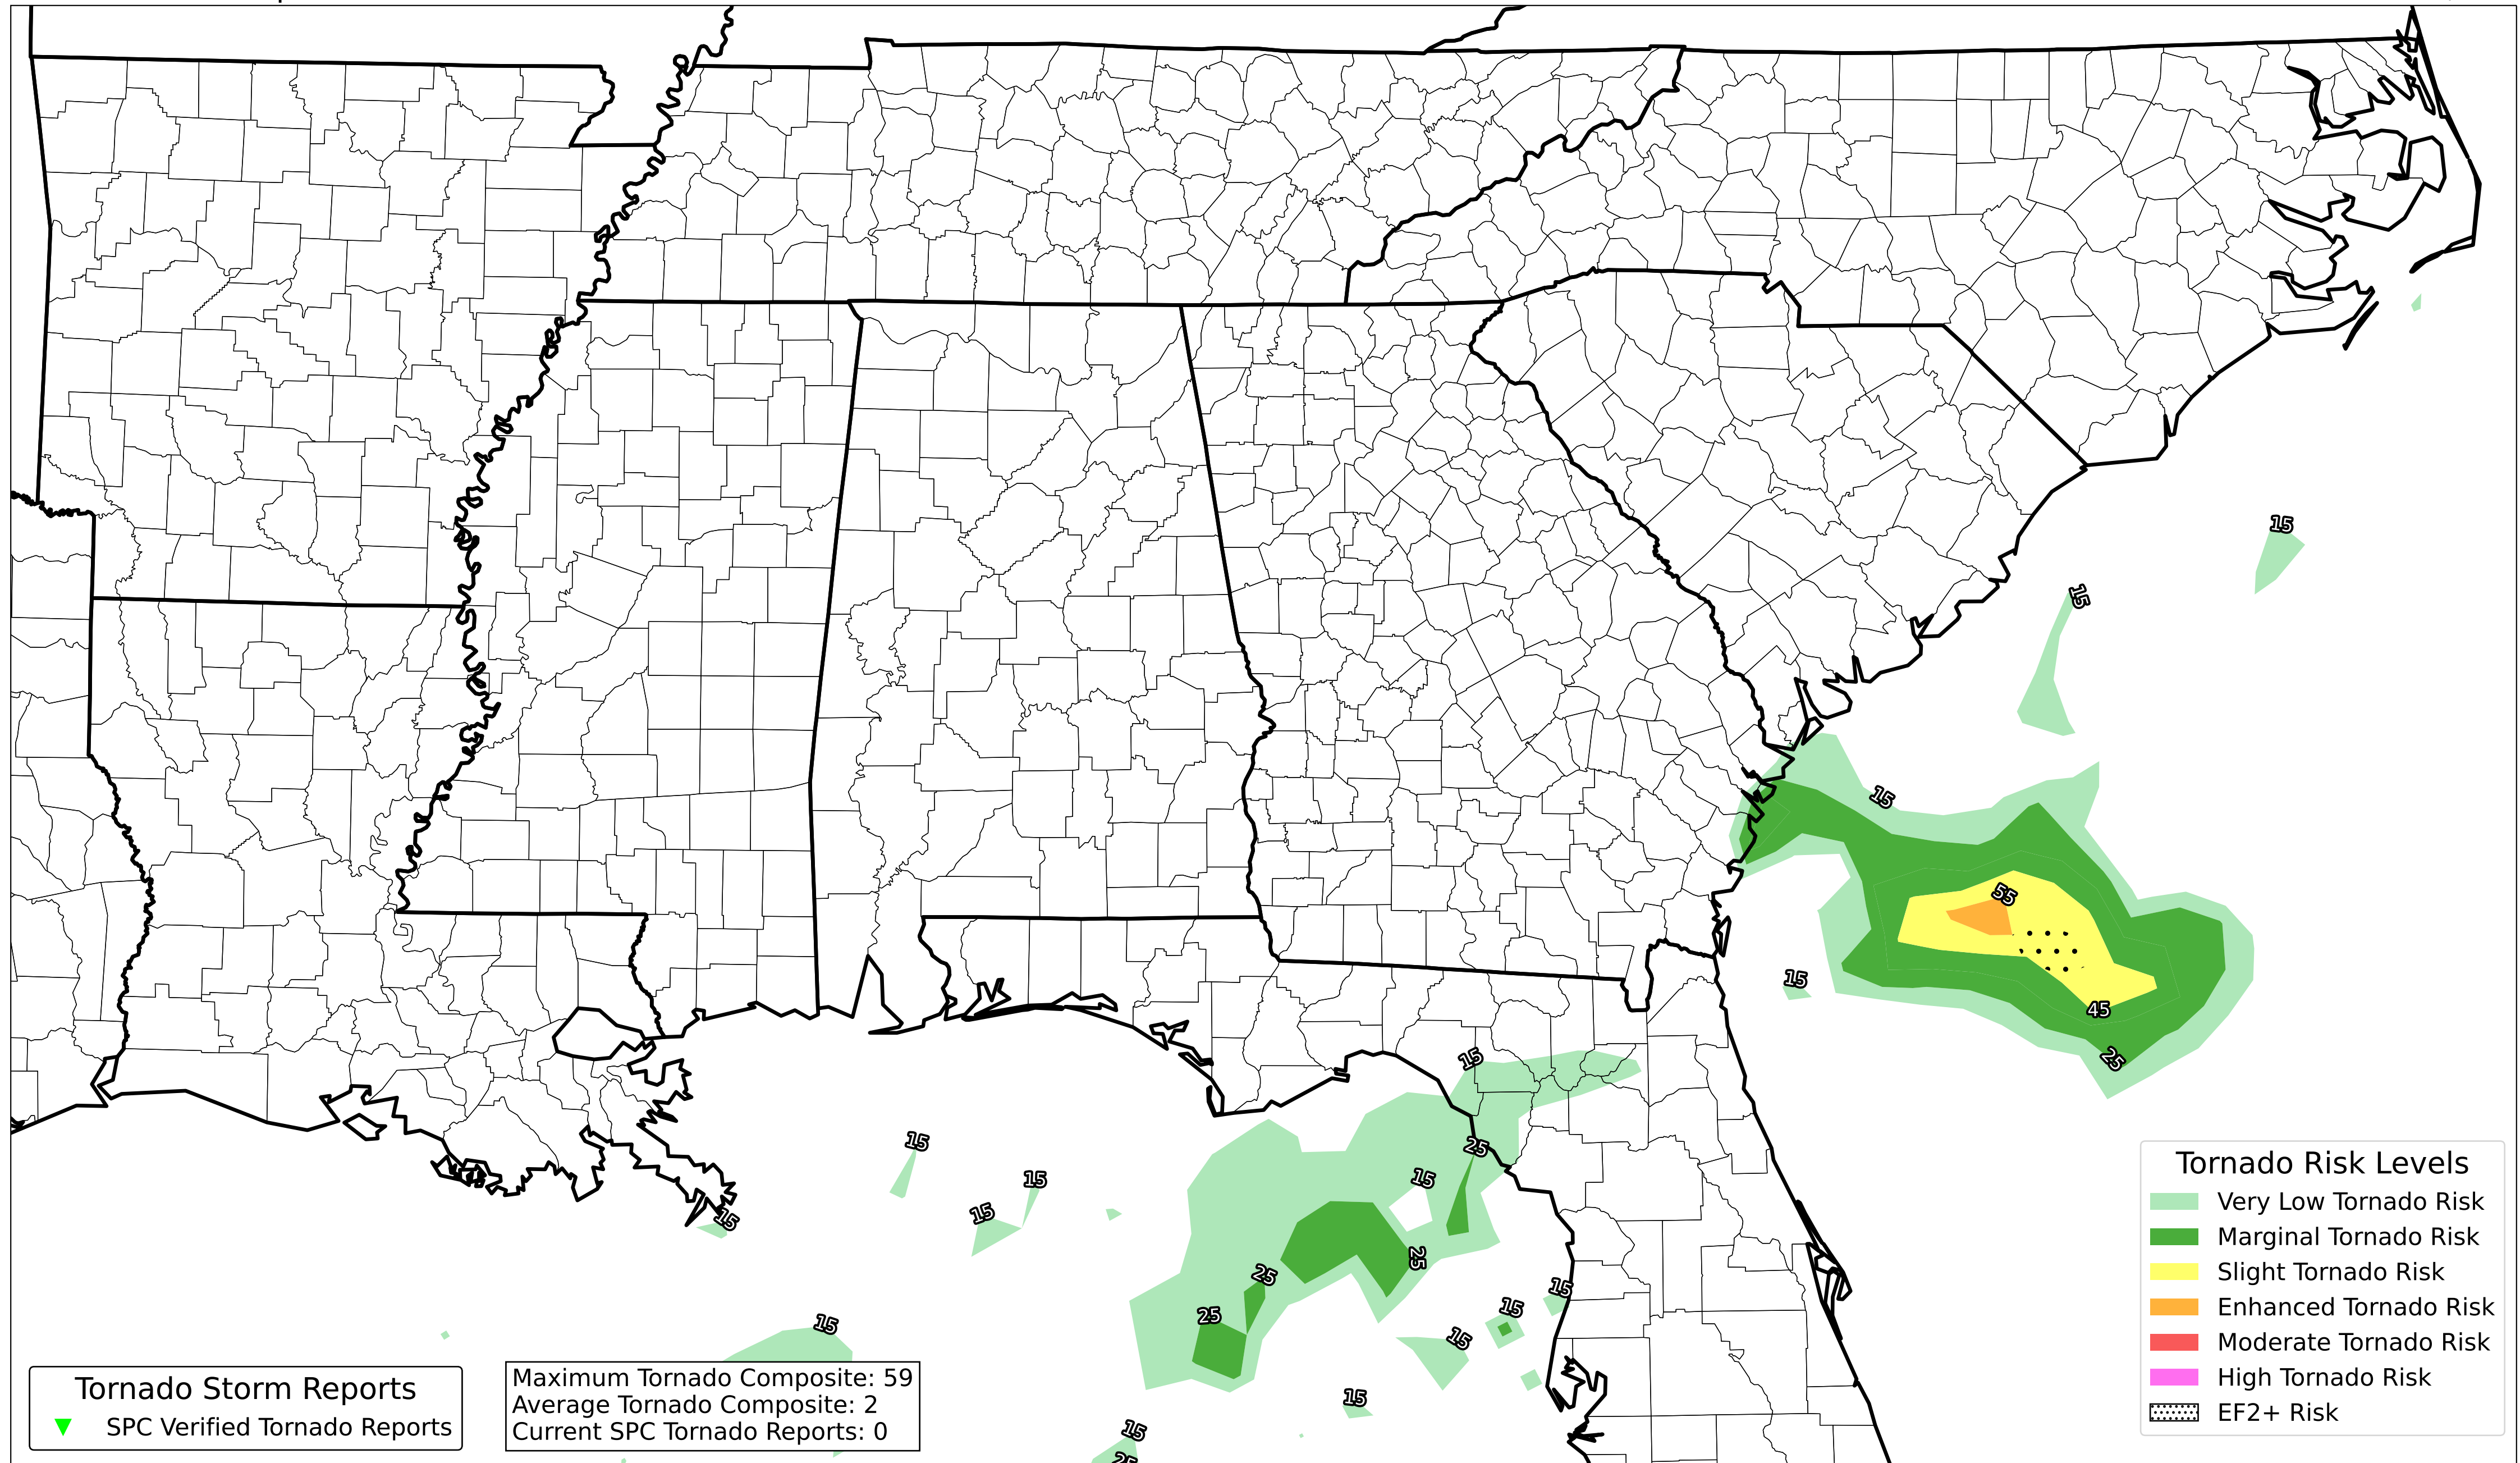 15
15
15
55
15
45
25
15
15
25
15
15
15
15
25
25
25
15
15
15
15
15
15
15
25
Tornado Risk Levels
Very Low Tornado Risk
Marginal Tornado Risk
Slight Tornado Risk
Enhanced Tornado Risk
Moderate Tornado Risk
High Tornado Risk
EF2+ Risk
Tornado Storm Reports
SPC Verified Tornado Reports
Maximum Tornado Composite: 59
Average Tornado Composite: 2
Current SPC Tornado Reports: 0